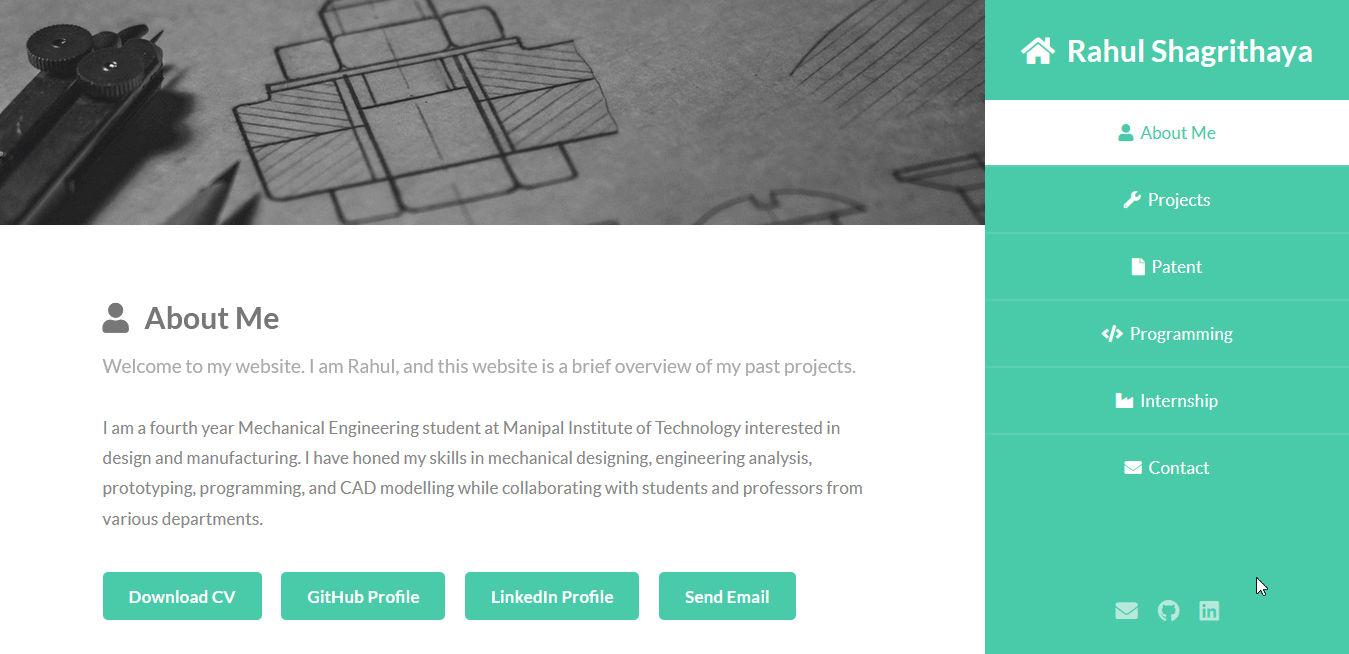 Rahul Shagrithaya
About Me
Projects
Patent
Programming
Internship
Contact
About Me
Welcome to my website. I am Rahul, and this website is a brief overview of my past projects.
I am a fourth year Mechanical Engineering student at Manipal Institute of Technology interested in
design and manufacturing. I have honed my skills in mechanical designing, engineering analysis,
prototyping, programming, and CAD modelling while collaborating with students and professors from
various departments.
Download CV
GitHub Profile
LinkedIn Profile
Send Email